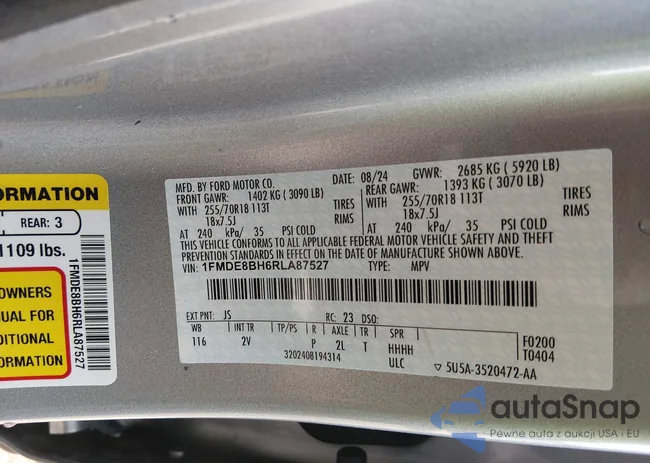 ORMATION
REAR: 3
1109 lbs.
OWNERS
UAL FOR
DITIONAL
ORMATION
1FMDE8BH6RLA87527
MFD. BY FORD MOTOR CO.
08/24
GVWR: 2685 KG ( 5920 LB)
FRONT GAWR: 1402 KG ( 3090 LB)
REAR GAWR: 1393 KG ( 3070 LB)
WITH 255/70R18 113T TIRES
WITH 255/70R18 113T TIRES
18x7.5J RIMS
18x7.5J RIMS
AT 240 kPa/ 35 PSI COLD
AT 240 kPa/ 35 PSI COLD
THIS VEHICLE CONFORMS TO ALL APPLICABLE FEDERAL MOTOR VEHICLE SAFETY AND THEFT
PREVENTION STANDARDS IN EFFECT ON THE DATE OF MANUFACTURE SHOWN ABOVE.
VIN: 1FMDE8BH6RLA87527 TYPE: MPV
EXT PNT: JS RC: 23 DSO:
WB INT TR TP/PS R AXLE TR SPR
116 2V P 2L T HHHH
3202408194314 ULC
F0200
T0404
▽ 5U5A-3520472-AA
autaSnap
Pewne auta z aukcji USA i EU